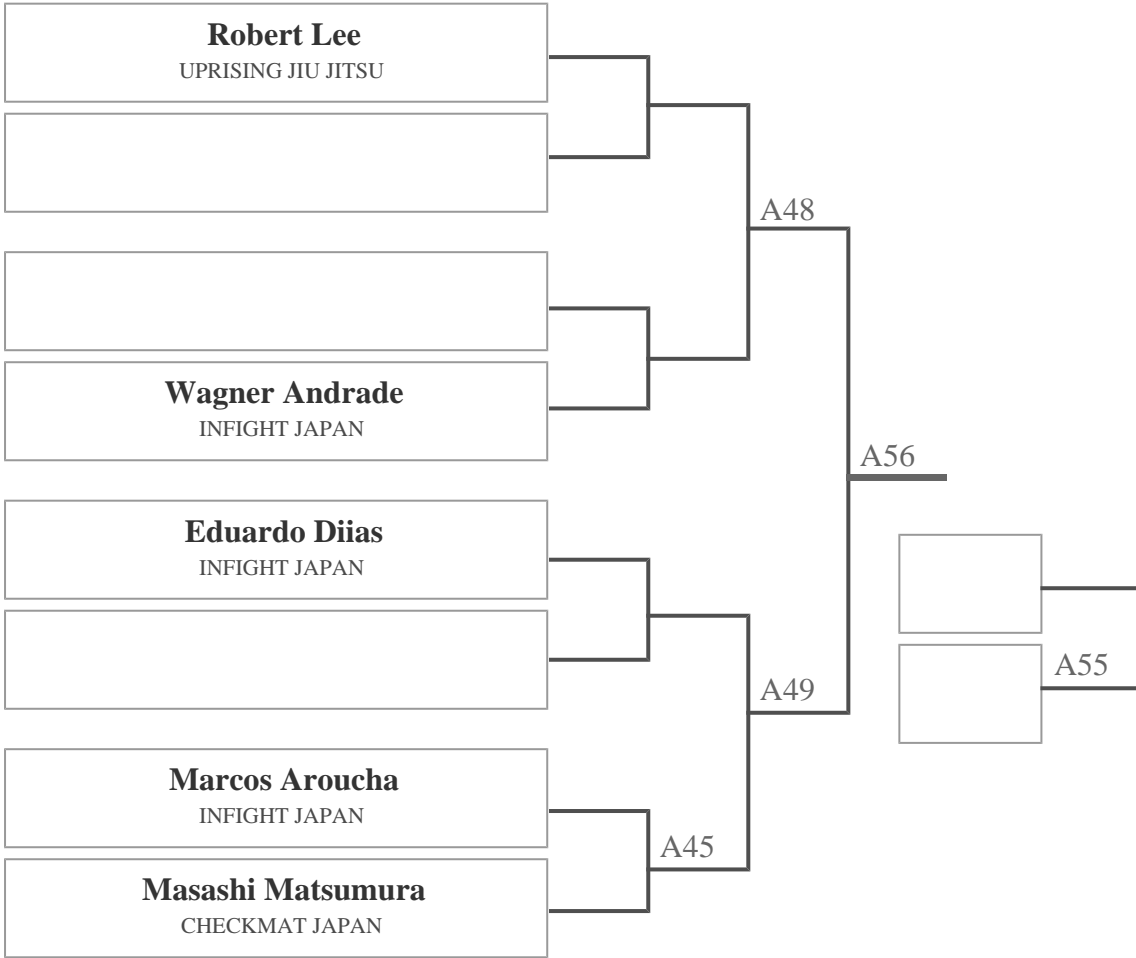 Robert Lee
UPRISING JIU JITSU
A48
Wagner Andrade
INFIGHT JAPAN
A56
Eduardo Diias
INFIGHT JAPAN
A55
A49
Marcos Aroucha
INFIGHT JAPAN
A45
Masashi Matsumura
CHECKMAT JAPAN